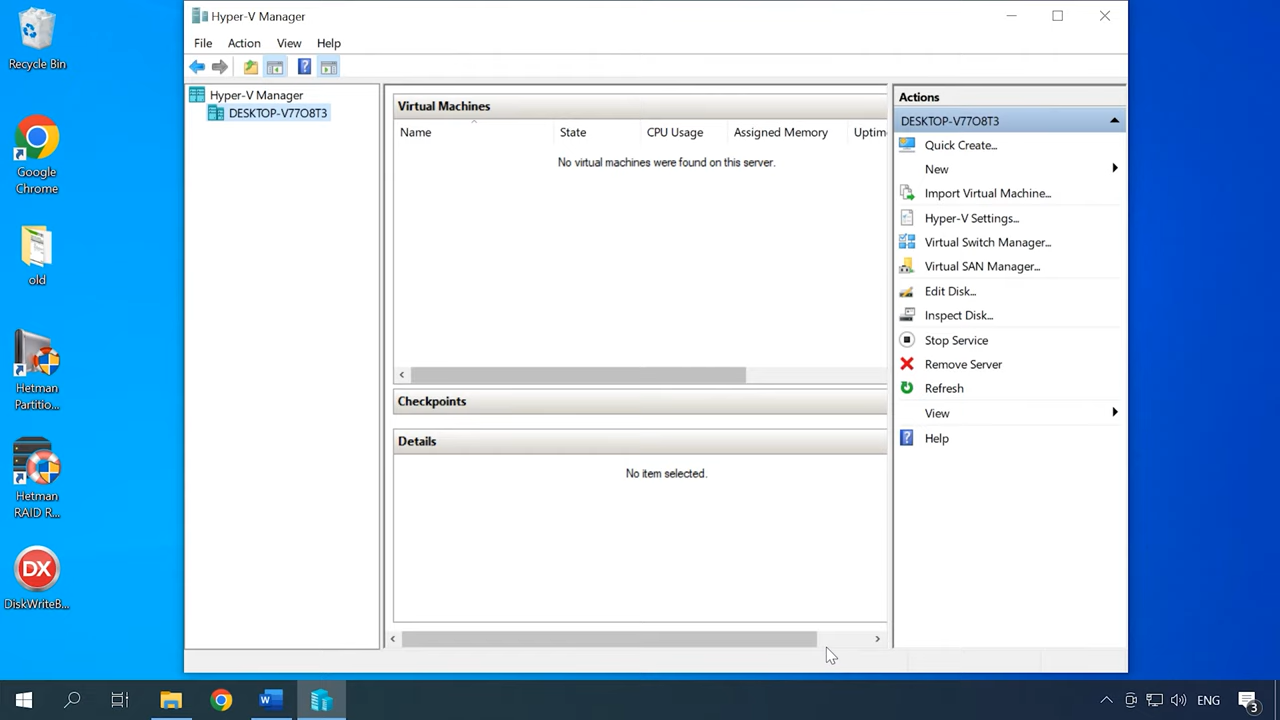 Recycle Bin
Google
Chrome
old
Hetman
Partitio...
Hetman
RAID R...
DiskWriteB...
DX
Hyper-V Manager
File Action View Help
Hyper-V Manager
DESKTOP-V77O8T3
Virtual Machines
Name State CPU Usage Assigned Memory Uptim
No virtual machines were found on this server.
Checkpoints
Details
No item selected.
Actions
DESKTOP-V77O8T3
Quick Create...
New
Import Virtual Machine...
Hyper-V Settings...
Virtual Switch Manager...
Virtual SAN Manager...
Edit Disk...
Inspect Disk...
Stop Service
Remove Server
Refresh
View
Help
W
ENG
3